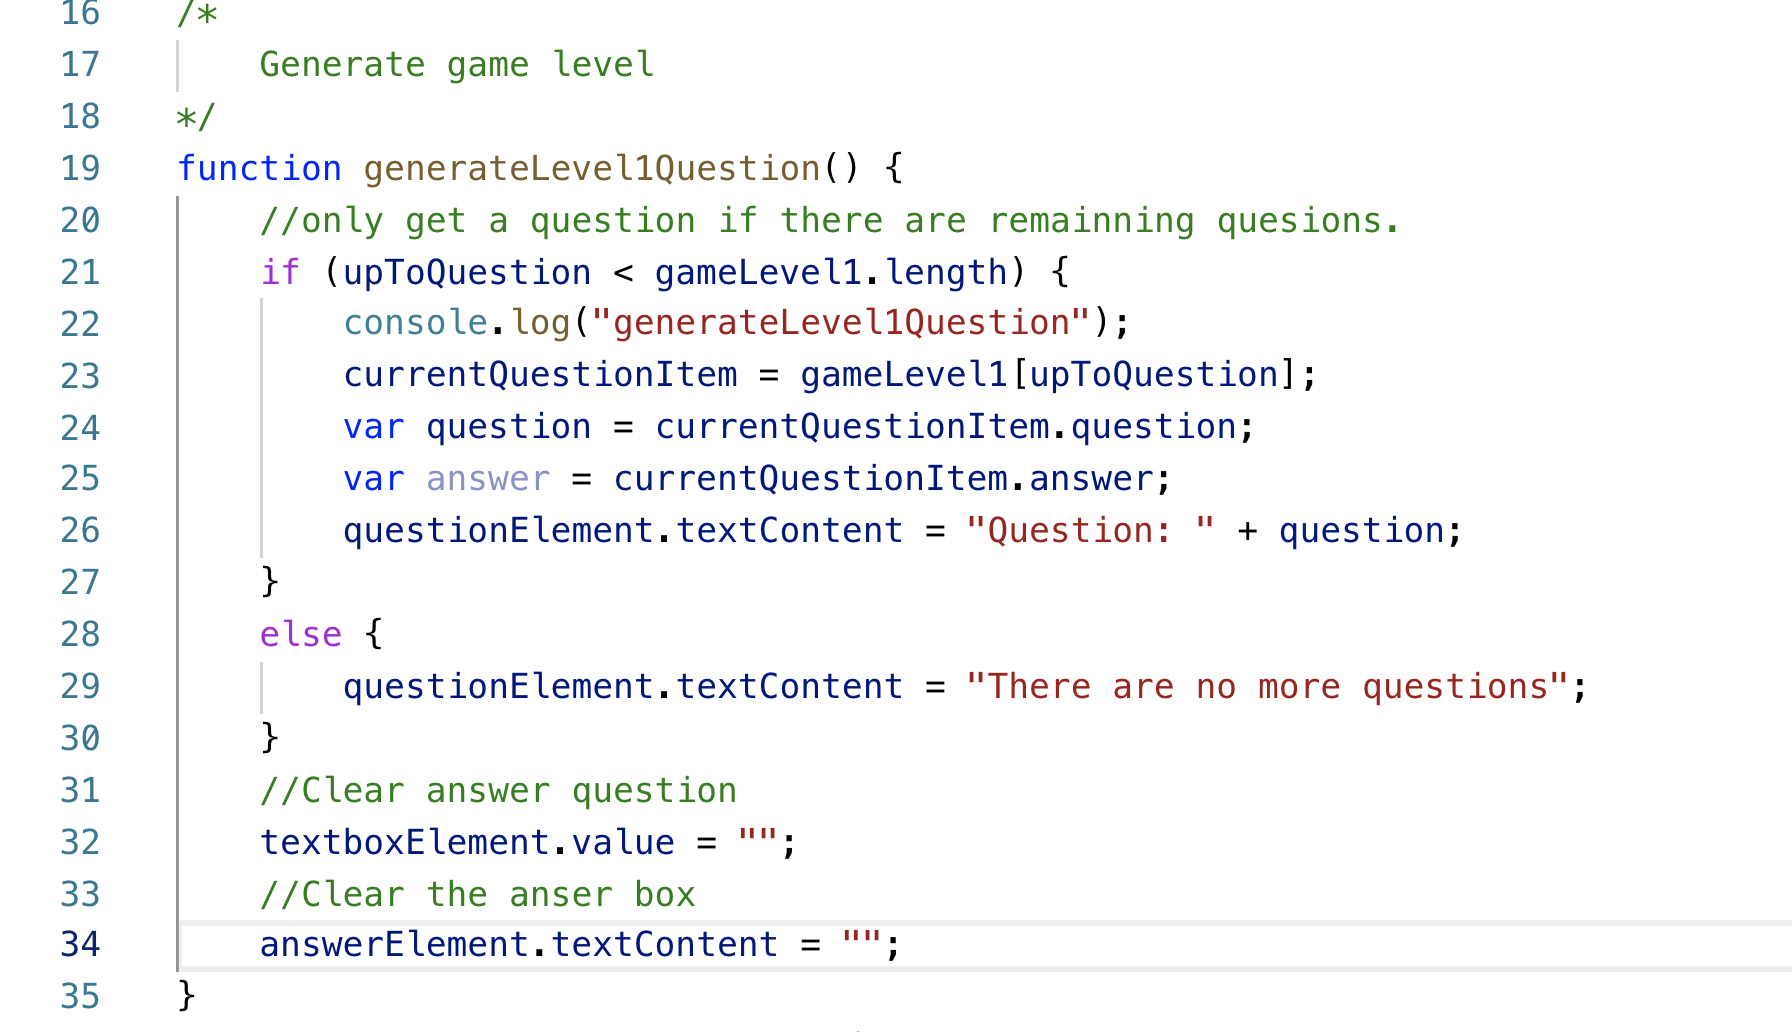 16 /*
17 Generate game level
18 */
19 function generateLevel1Question() {
20 //only get a question if there are remainning quesions.
21 if (upToQuestion < gameLevel1.length) {
22 console.log("generateLevel1Question");
23 currentQuestionItem = gameLevel1[upToQuestion];
24 var question = currentQuestionItem.question;
25 var answer = currentQuestionItem.answer;
26 questionElement.textContent = "Question: " + question;
27 }
28 else {
29 questionElement.textContent = "There are no more questions";
30 }
31 //Clear answer question
32 textboxElement.value = "";
33 //Clear the anser box
34 answerElement.textContent = "";
35 }